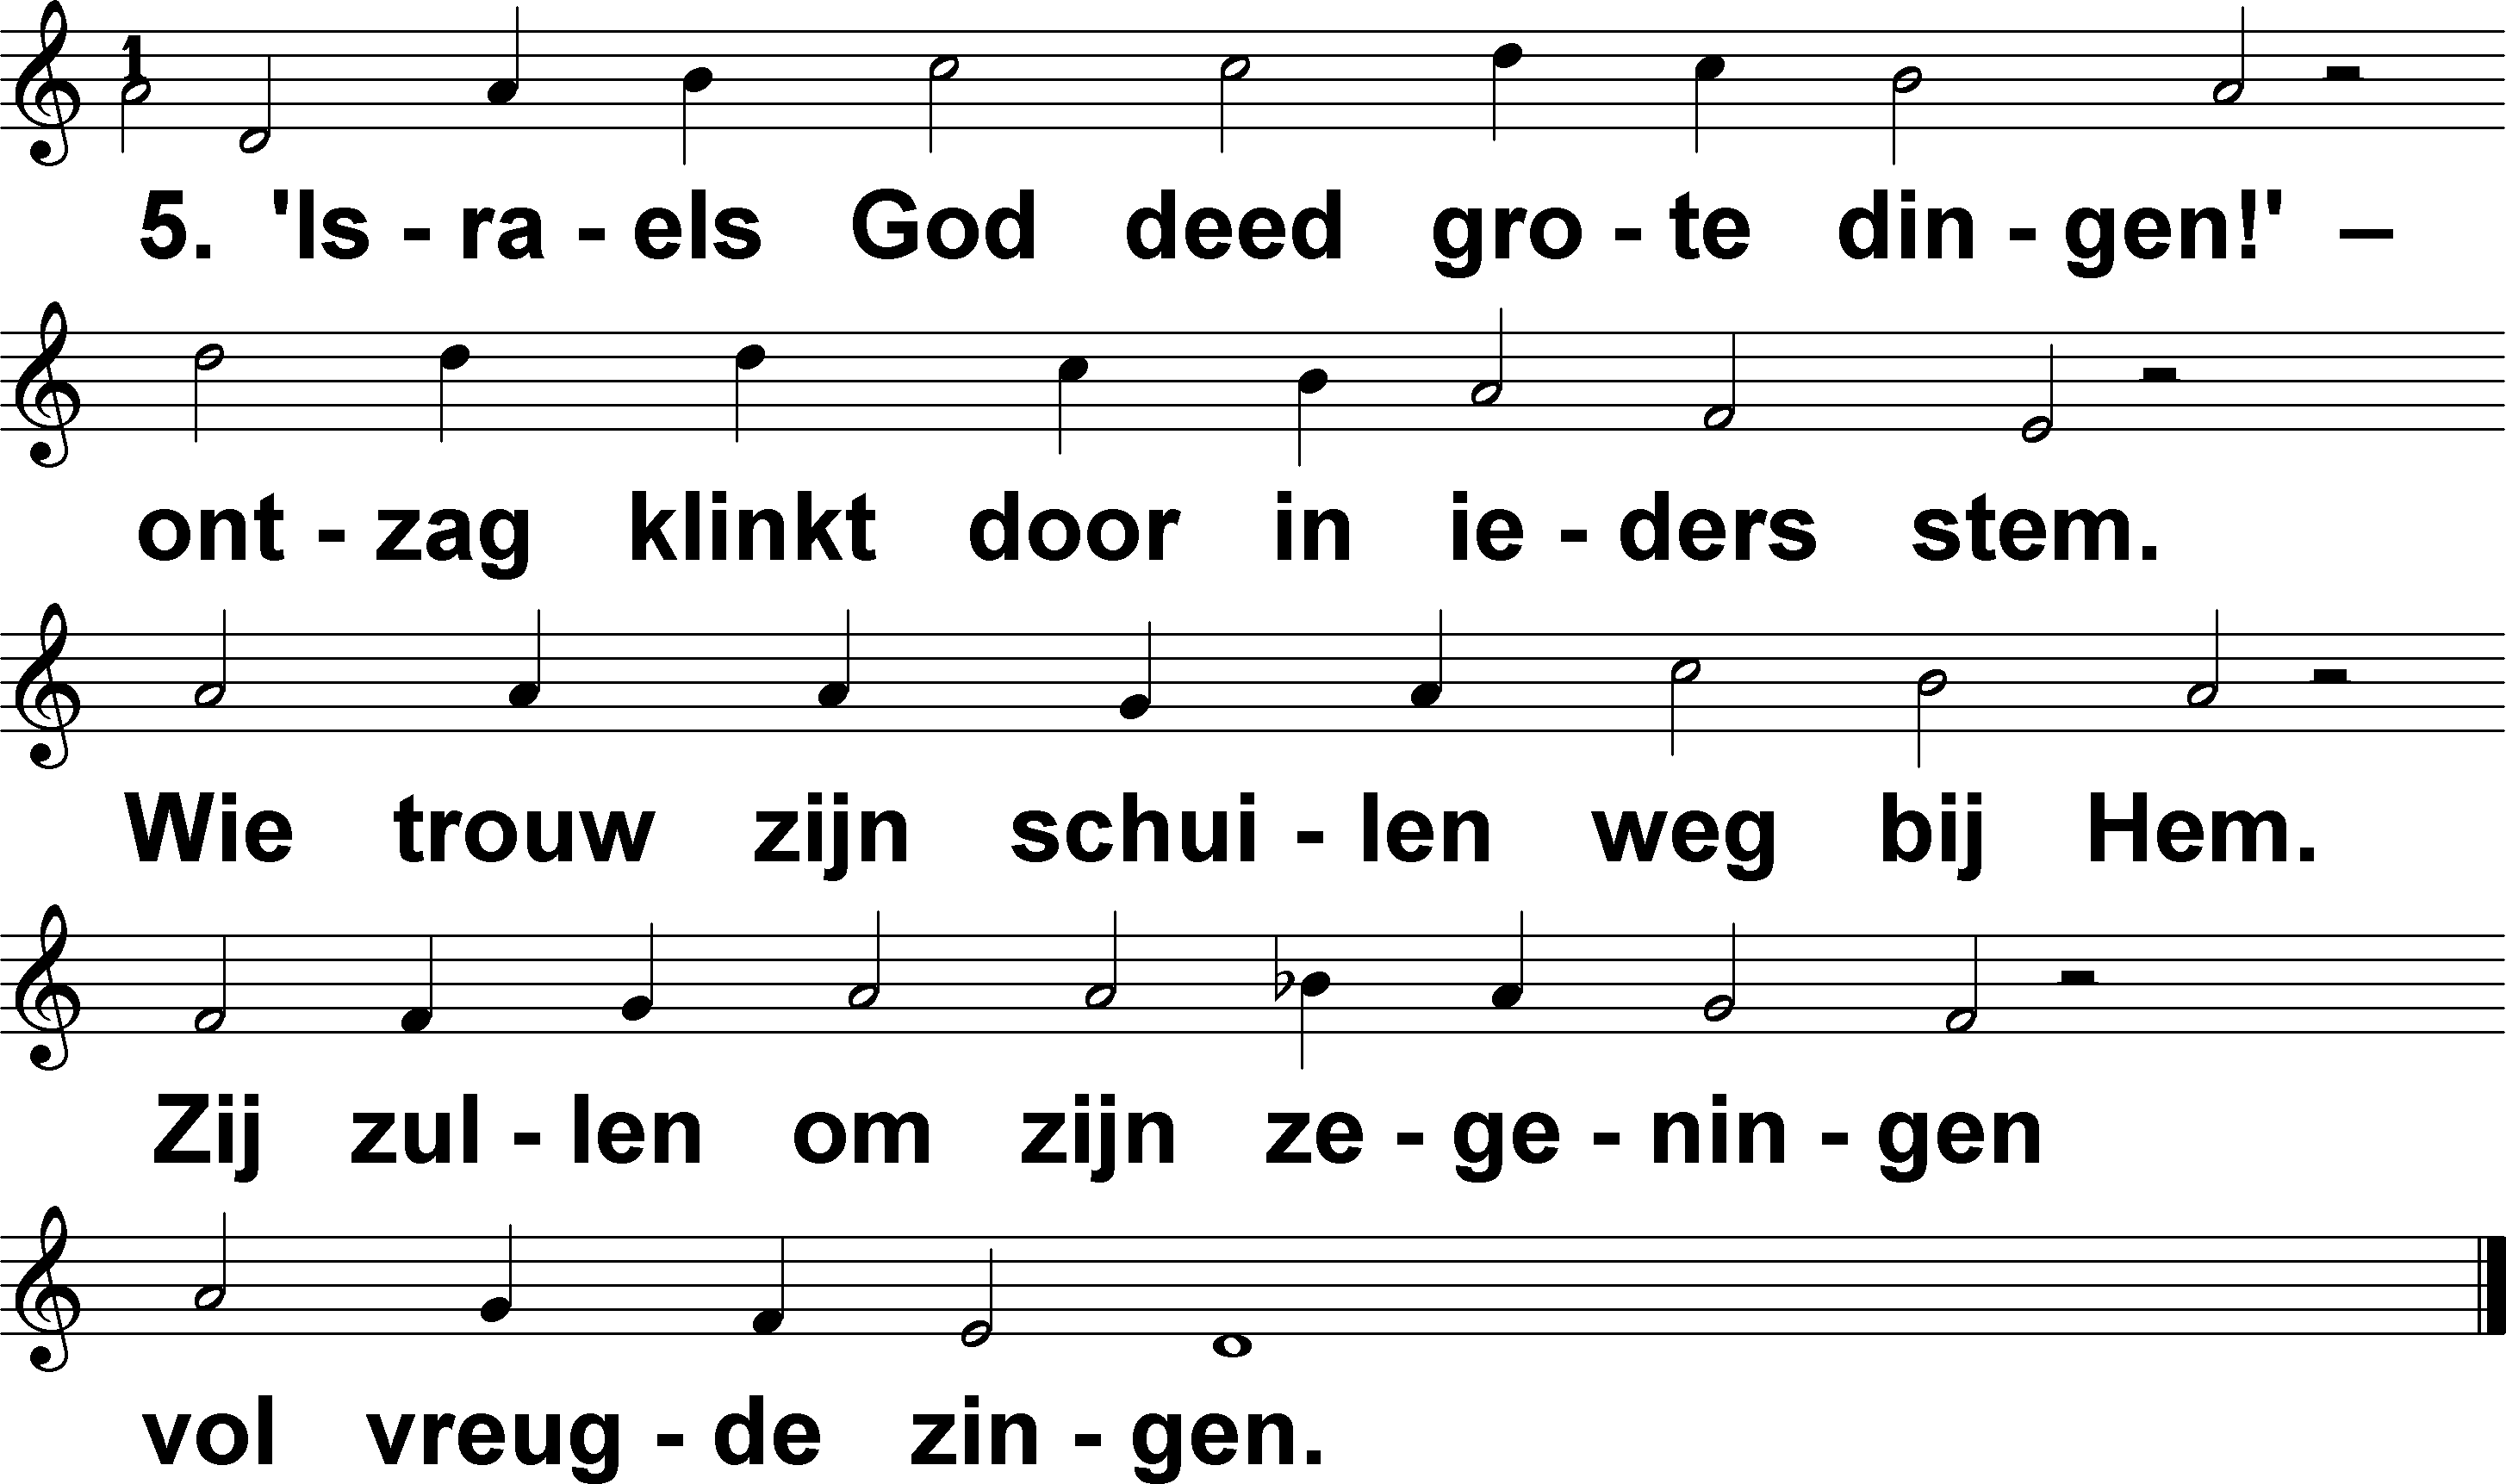 1
5. 'Is - ra - els God deed gro - te din - gen!' –
ont - zag klinkt door in ie - ders stem.
Wie trouw zijn schui - len weg bij Hem.
Zij zul - len om zijn ze - ge - nin - gen
vol vreug - de zin - gen.